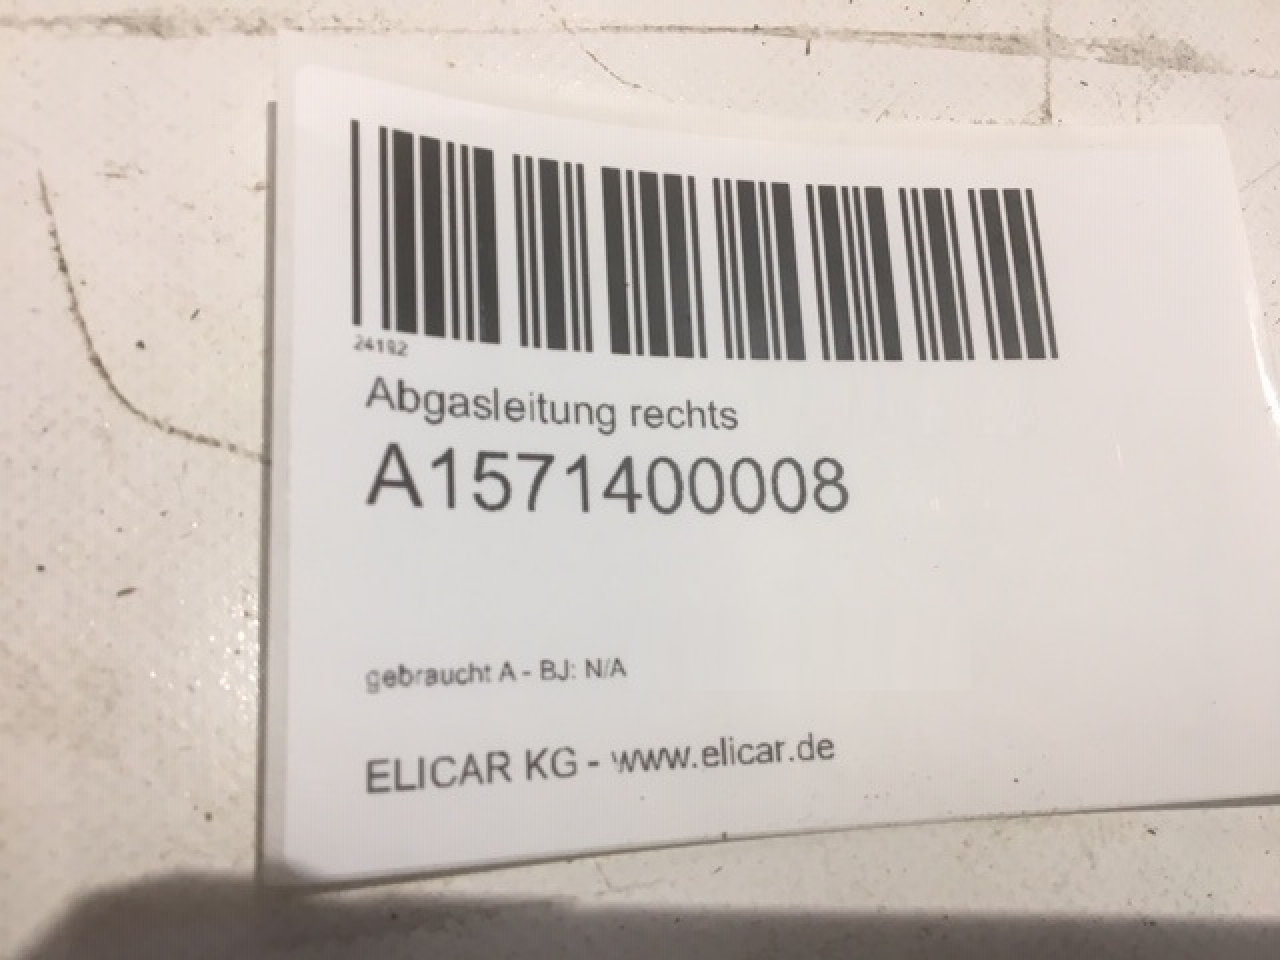 24192
Abgasleitung rechts
A1571400008
gebraucht A - BJ: N/A
ELICAR KG - www.elicar.de